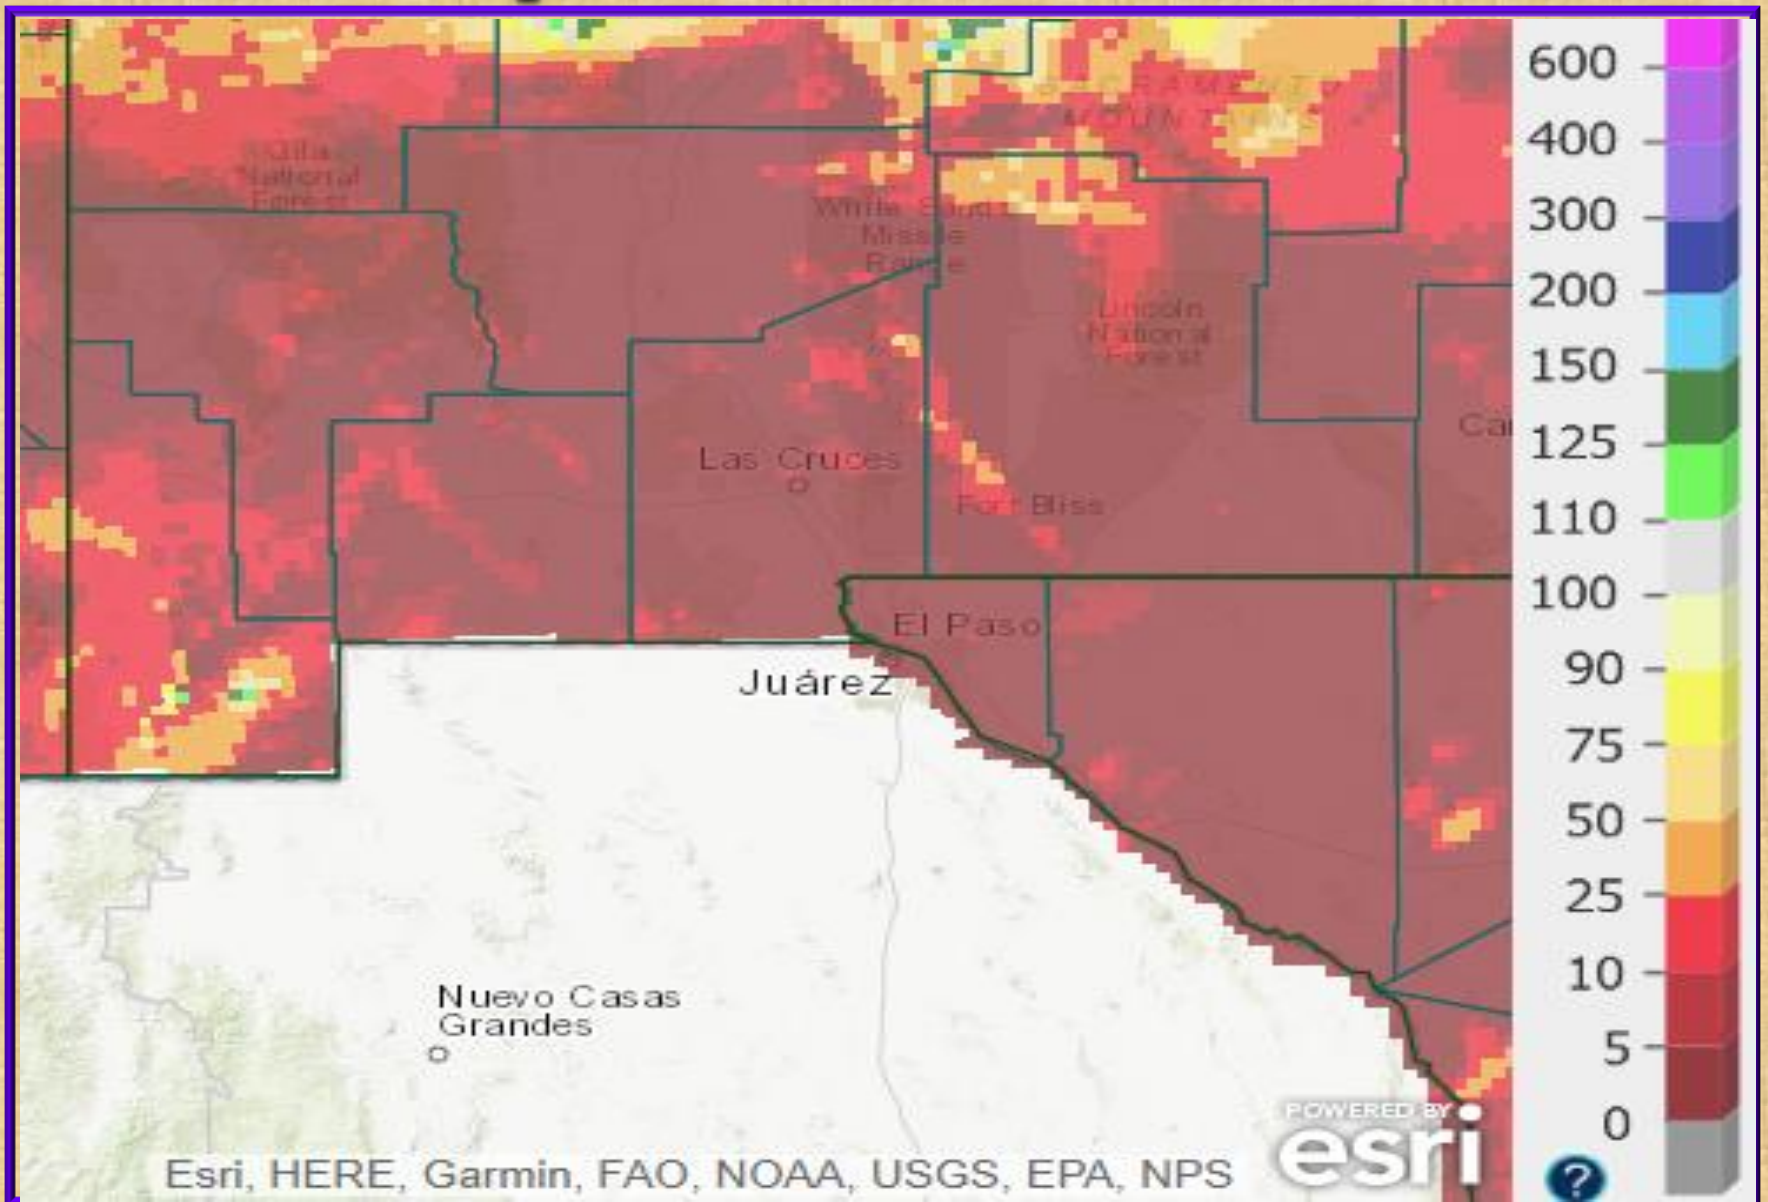 SACRAMENTO
MOUNTAINS
Gila
National
Forest
White Sands
Missile
Range
Lincoln
National
Forest
Las Cruces
Fort Bliss
El Paso
Juárez
Nuevo Casas
Grandes
POWERED BY
esri
Esri, HERE, Garmin, FAO, NOAA, USGS, EPA, NPS
600
400
300
200
150
125
110
100
90
75
50
25
10
5
0
?